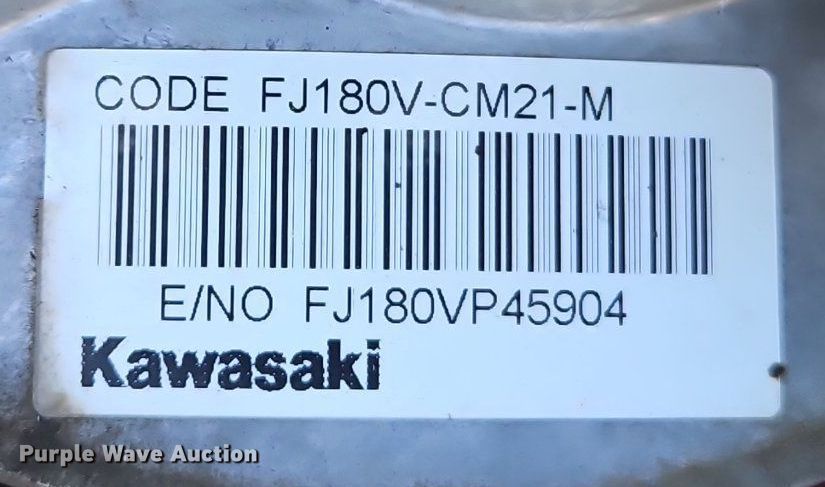 CODE FJ180V-CM21-M
E/NO FJ180VP45904
Kawasaki
Purple Wave Auction